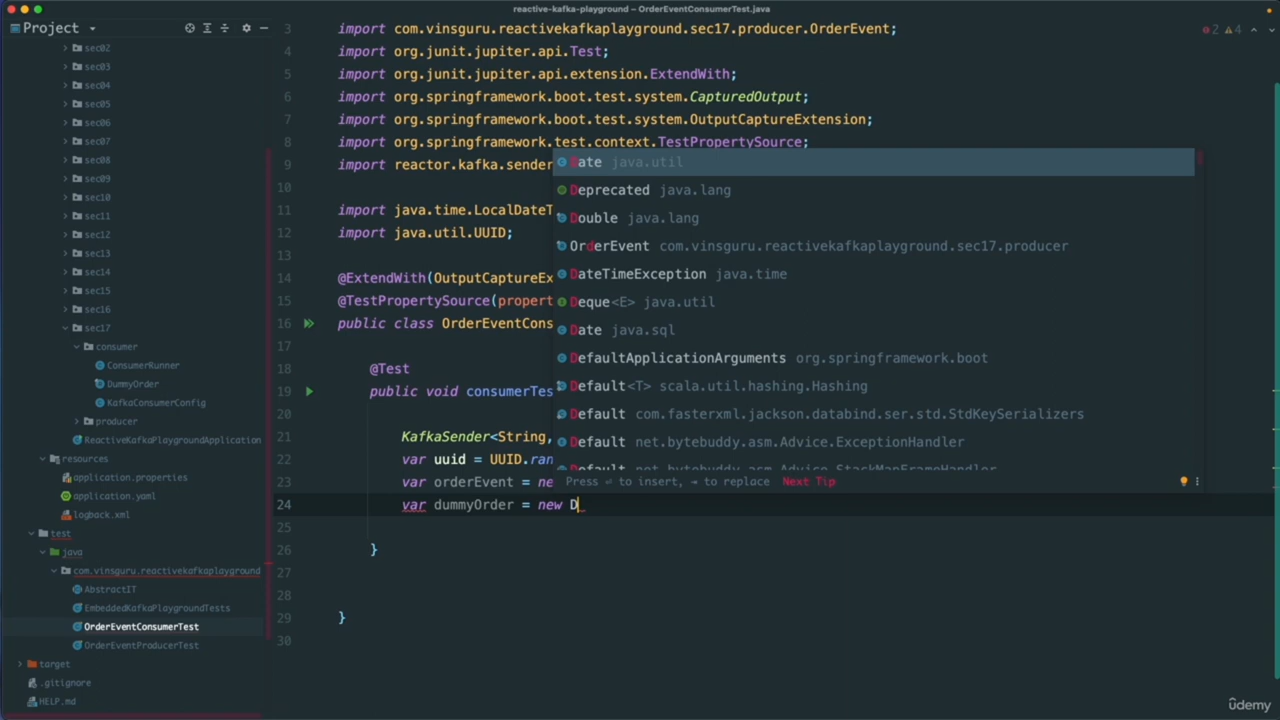 reactive-kafka-playground – OrderEventConsumerTest.java
Project
sec02
sec03
sec04
sec05
sec06
sec07
sec08
sec09
sec10
sec11
sec12
sec13
sec14
sec15
sec16
sec17
consumer
ConsumerRunner
DummyOrder
KafkaConsumerConfig
producer
ReactiveKafkaPlaygroundApplication
resources
application.properties
application.yaml
logback.xml
test
java
com.vinsguru.reactivekafkaplayground
AbstractIT
EmbeddedKafkaPlaygroundTests
OrderEventConsumerTest
OrderEventProducerTest
target
.gitignore
HELP.md
2 4
3 import com.vinsguru.reactivekafkaplayground.sec17.producer.OrderEvent;
4 import org.junit.jupiter.api.Test;
5 import org.junit.jupiter.api.extension.ExtendWith;
6 import org.springframework.boot.test.system.CapturedOutput;
7 import org.springframework.boot.test.system.OutputCaptureExtension;
8 import org.springframework.test.context.TestPropertySource;
9 import reactor.kafka.sender
10
11 import java.time.LocalDateT
12 import java.util.UUID;
13
14 @ExtendWith(OutputCaptureEx
15 @TestPropertySource(propert
16 public class OrderEventCons
17
18 @Test
19 public void consumerTes
20
21 KafkaSender<String,
22 var uuid = UUID.ran
23 var orderEvent = ne
24 var dummyOrder = new D
25
26 }
27
28
29 }
30
Date java.util
Deprecated java.lang
Double java.lang
OrderEvent com.vinsguru.reactivekafkaplayground.sec17.producer
DateTimeException java.time
Deque<E> java.util
Date java.sql
DefaultApplicationArguments org.springframework.boot
Default<T> scala.util.hashing.Hashing
Default com.fasterxml.jackson.databind.ser.std.StdKeySerializers
Default net.bytebuddy.asm.Advice.ExceptionHandler
Default net.bytebuddy.asm.Advice.StackMapFrameHandler
Press ⏎ to insert, ⇥ to replace Next Tip
udemy